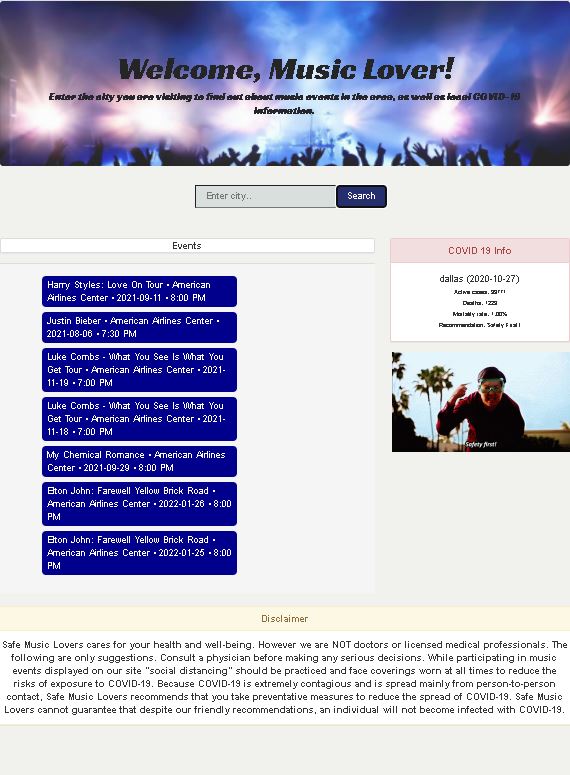 Welcome, Music Lover!
Enter the city you are visiting to find out about music events in the area, as well as local COVID-19
information.
Enter city..
Search
Events
Harry Styles: Love On Tour • American
Airlines Center • 2021-09-11 • 8:00 PM
Justin Bieber • American Airlines Center •
2021-08-06 • 7:30 PM
Luke Combs - What You See Is What You
Get Tour • American Airlines Center • 2021-
11-19 • 7:00 PM
Luke Combs - What You See Is What You
Get Tour • American Airlines Center • 2021-
11-18 • 7:00 PM
My Chemical Romance • American Airlines
Center • 2021-09-29 • 8:00 PM
Elton John: Farewell Yellow Brick Road •
American Airlines Center • 2022-01-26 • 8:00
PM
Elton John: Farewell Yellow Brick Road •
American Airlines Center • 2022-01-25 • 8:00
PM
COVID 19 Info
dallas (2020-10-27)
Active cases:
Deaths: 1229
Mortality rate: 1.00%
Recommendation: Safety First!
Safety first!
Disclaimer
Safe Music Lovers cares for your health and well-being. However we are NOT doctors or licensed medical professionals. The
following are only suggestions. Consult a physician before making any serious decisions. While participating in music
events displayed on our site "social distancing" should be practiced and face coverings worn at all times to reduce the
risks of exposure to COVID-19. Because COVID-19 is extremely contagious and is spread mainly from person-to-person
contact, Safe Music Lovers recommends that you take preventative measures to reduce the spread of COVID-19. Safe Music
Lovers cannot guarantee that despite our friendly recommendations, an individual will not become infected with COVID-19.